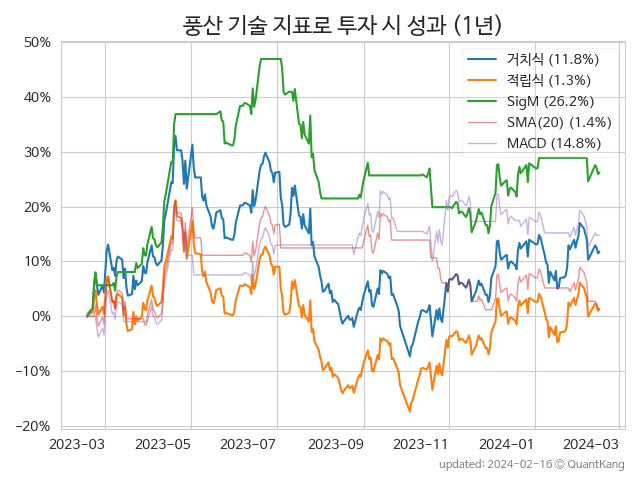 풍산 기술 지표로 투자 시 성과 (1년)
50%
40%
30%
20%
10%
0%
−10%
−20%
거치식 (11.8%)
적립식 (1.3%)
SigM (26.2%)
SMA(20) (1.4%)
MACD (14.8%)
2023-03 2023-05 2023-07 2023-09 2023-11 2024-01 2024-03
updated: 2024-02-16 © QuantKang